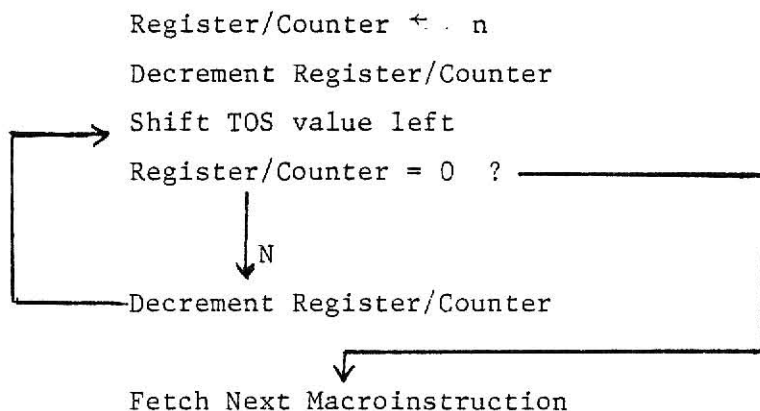 Register/Counter ← n
Decrement Register/Counter
Shift TOS value left
Register/Counter = 0 ?
N
Decrement Register/Counter
Fetch Next Macroinstruction